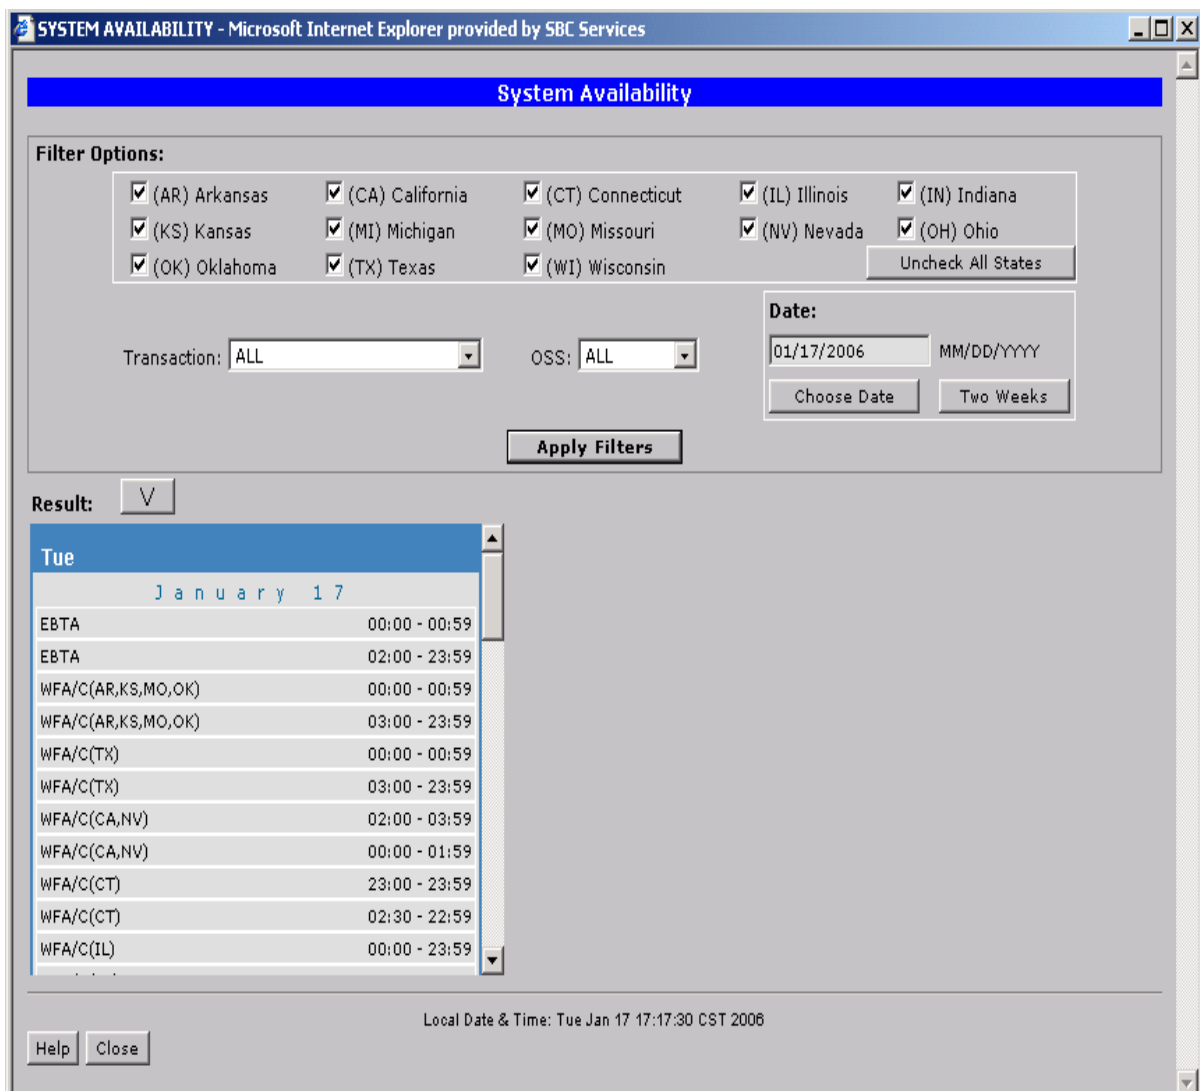 SYSTEM AVAILABILITY - Microsoft Internet Explorer provided by SBC Services
System Availability
Filter Options:
(AR) Arkansas (CA) California (CT) Connecticut (IL) Illinois (IN) Indiana
(KS) Kansas (MI) Michigan (MO) Missouri (NV) Nevada (OH) Ohio
(OK) Oklahoma (TX) Texas (WI) Wisconsin Uncheck All States
Date:
Transaction: ALL OSS: ALL 01/17/2006 MM/DD/YYYY
Choose Date Two Weeks
Apply Filters
Result: V
Tue
January 17
EBTA 00:00 - 00:59
EBTA 02:00 - 23:59
WFA/C(AR,KS,MO,OK) 00:00 - 00:59
WFA/C(AR,KS,MO,OK) 03:00 - 23:59
WFA/C(TX) 00:00 - 00:59
WFA/C(TX) 03:00 - 23:59
WFA/C(CA,NV) 02:00 - 03:59
WFA/C(CA,NV) 00:00 - 01:59
WFA/C(CT) 23:00 - 23:59
WFA/C(CT) 02:30 - 22:59
WFA/C(IL) 00:00 - 23:59
Local Date & Time: Tue Jan 17 17:17:30 CST 2006
Help Close